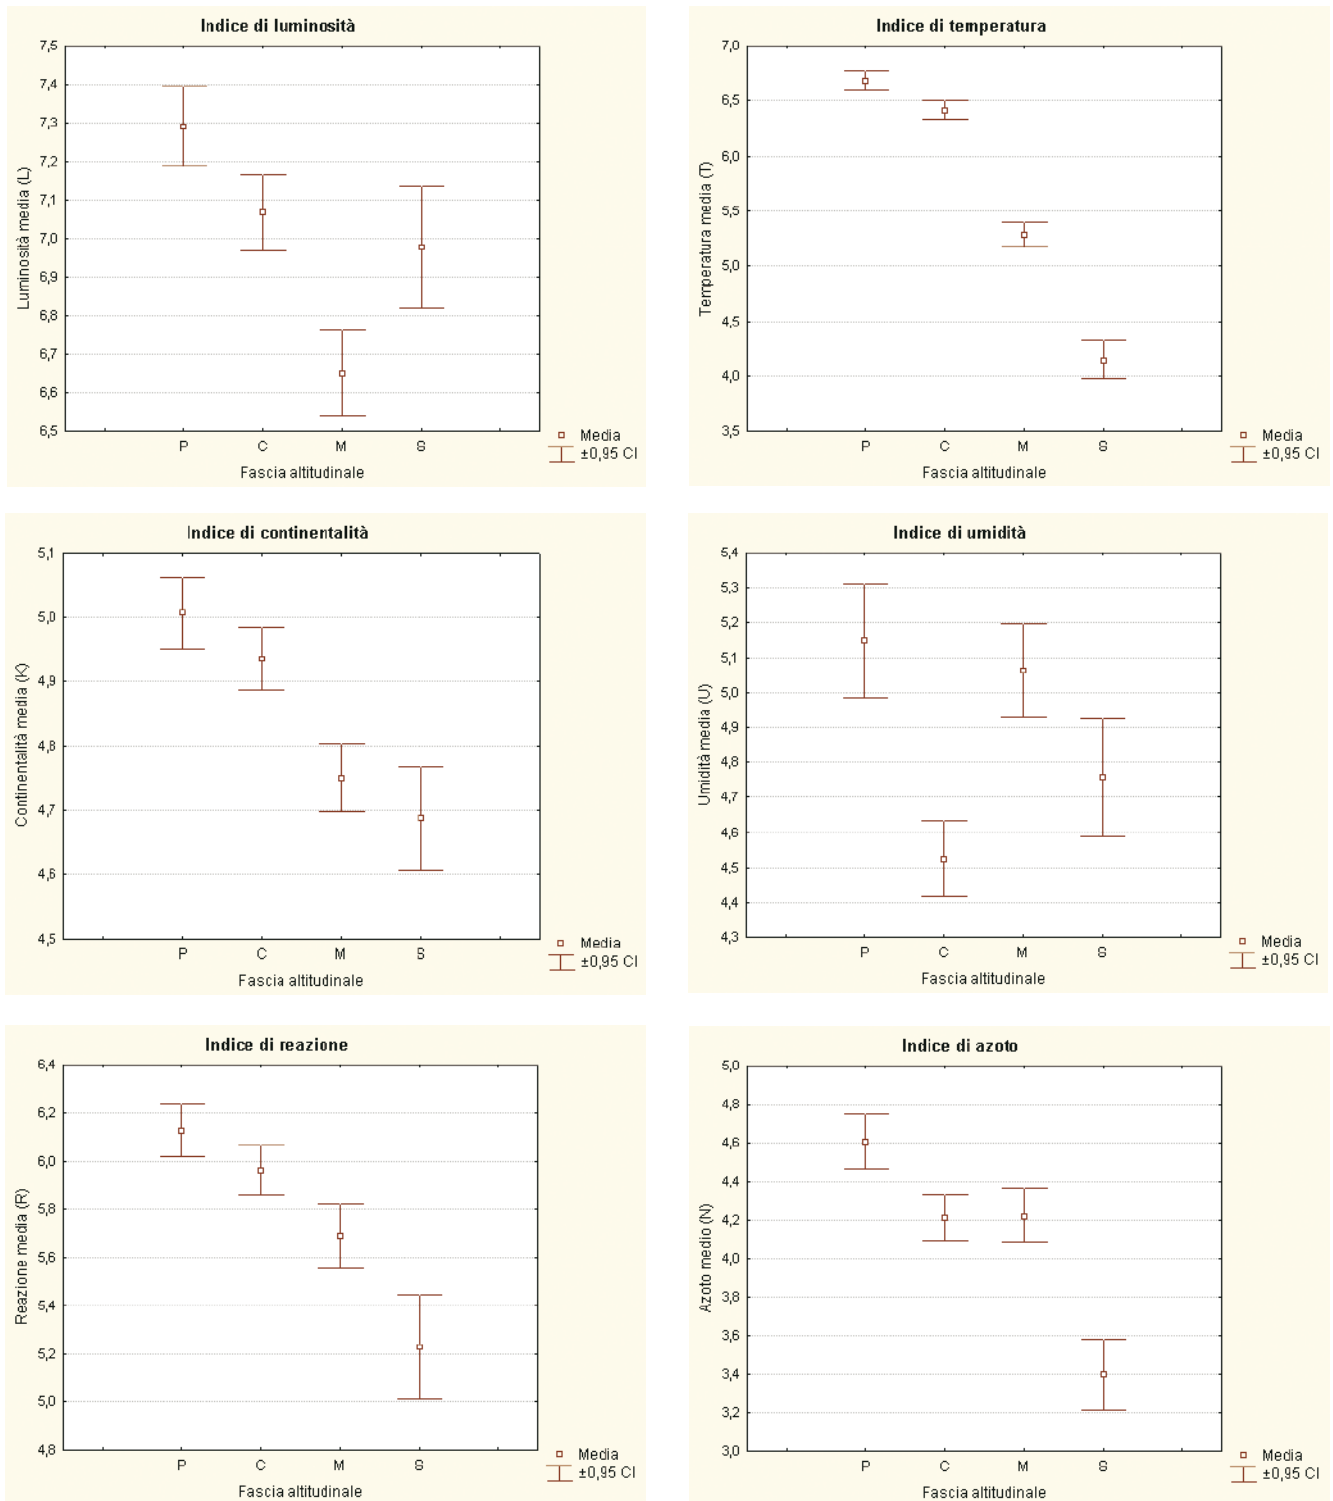 Indice di luminosità
7,5
7,4
7,3
7,2
7,1
7,0
6,9
6,8
6,7
6,6
6,5
Luminosità media (L)
P C M S
Fascia altitudinale
Media
±0,95 CI
Indice di temperatura
7,0
6,5
6,0
5,5
5,0
4,5
4,0
3,5
Temperatura media (T)
P C M S
Fascia altitudinale
Media
±0,95 CI
Indice di continentalità
5,1
5,0
4,9
4,8
4,7
4,6
4,5
Continentalità media (K)
P C M S
Fascia altitudinale
Media
±0,95 CI
Indice di umidità
5,4
5,3
5,2
5,1
5,0
4,9
4,8
4,7
4,6
4,5
4,4
4,3
Umidità media (U)
P C M S
Fascia altitudinale
Media
±0,95 CI
Indice di reazione
6,4
6,2
6,0
5,8
5,6
5,4
5,2
5,0
4,8
Reazione media (R)
P C M S
Fascia altitudinale
Media
±0,95 CI
Indice di azoto
5,0
4,8
4,6
4,4
4,2
4,0
3,8
3,6
3,4
3,2
3,0
Azoto medio (N)
P C M S
Fascia altitudinale
Media
±0,95 CI